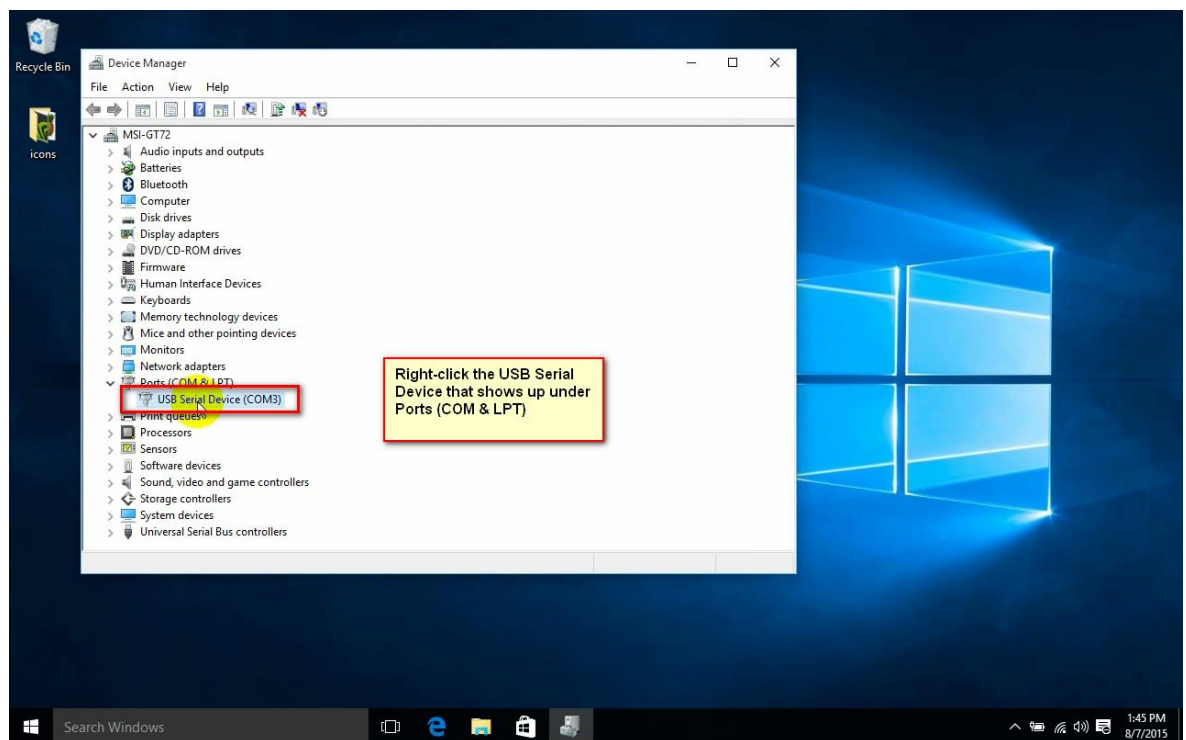 Recycle Bin
icons
Device Manager
File Action View Help
MSI-GT72
Audio inputs and outputs
Batteries
Bluetooth
Computer
Disk drives
Display adapters
DVD/CD-ROM drives
Firmware
Human Interface Devices
Keyboards
Memory technology devices
Mice and other pointing devices
Monitors
Network adapters
Ports (COM & LPT)
USB Serial Device (COM3)
Print queues
Processors
Sensors
Software devices
Sound, video and game controllers
Storage controllers
System devices
Universal Serial Bus controllers
Right-click the USB Serial
Device that shows up under
Ports (COM & LPT)
Search Windows
1:45 PM
8/7/2015